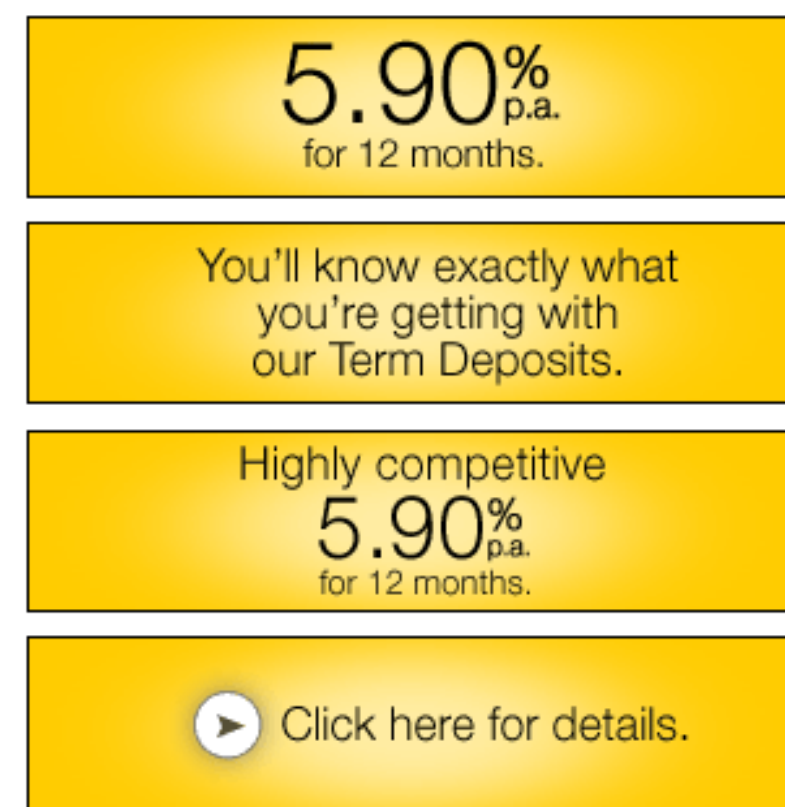 5.90% p.a.
for 12 months.
You'll know exactly what
you're getting with
our Term Deposits.
Highly competitive
5.90% p.a.
for 12 months.
Click here for details.